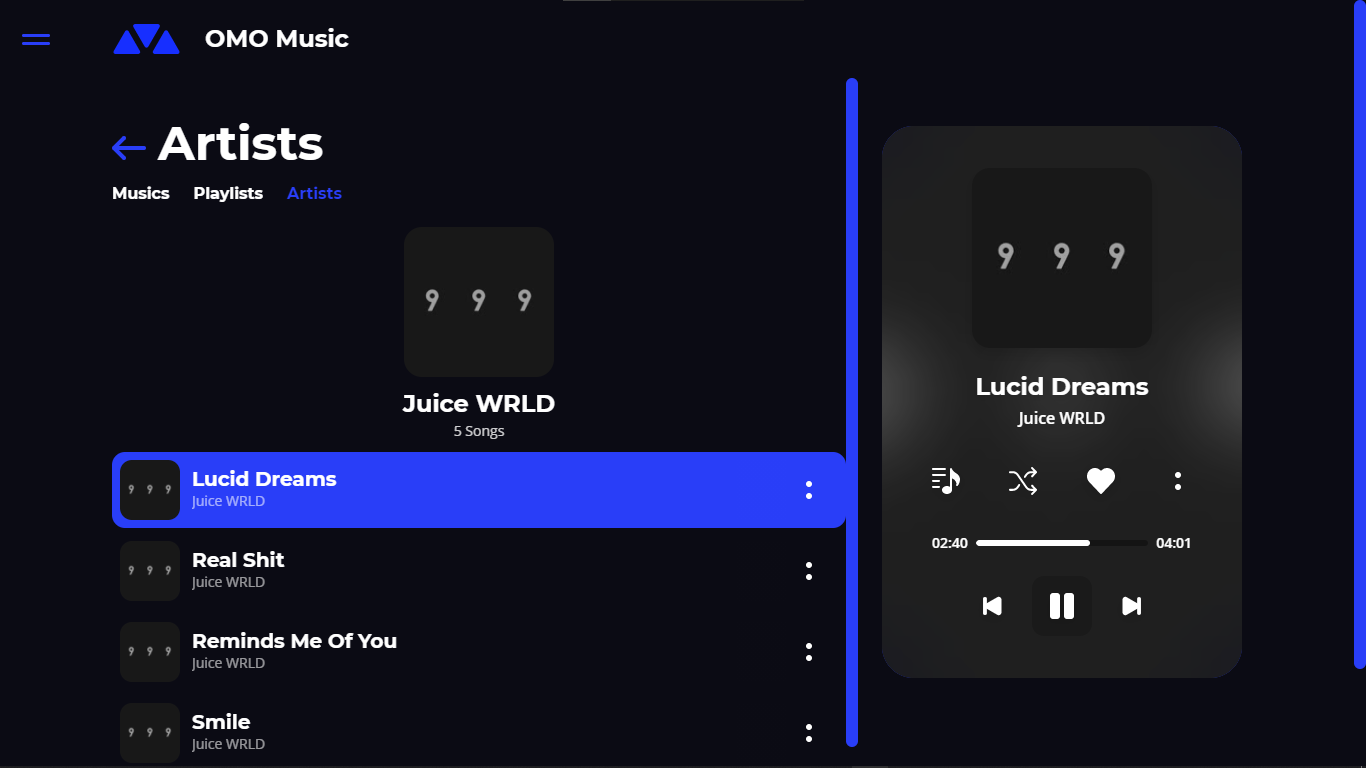 OMO Music
Artists
Musics Playlists Artists
9 9 9
Juice WRLD
5 Songs
9 9 9
Lucid Dreams
Juice WRLD
9 9 9
Real Shit
Juice WRLD
9 9 9
Reminds Me Of You
Juice WRLD
9 9 9
Smile
Juice WRLD
9 9 9
Lucid Dreams
Juice WRLD
02:40 04:01